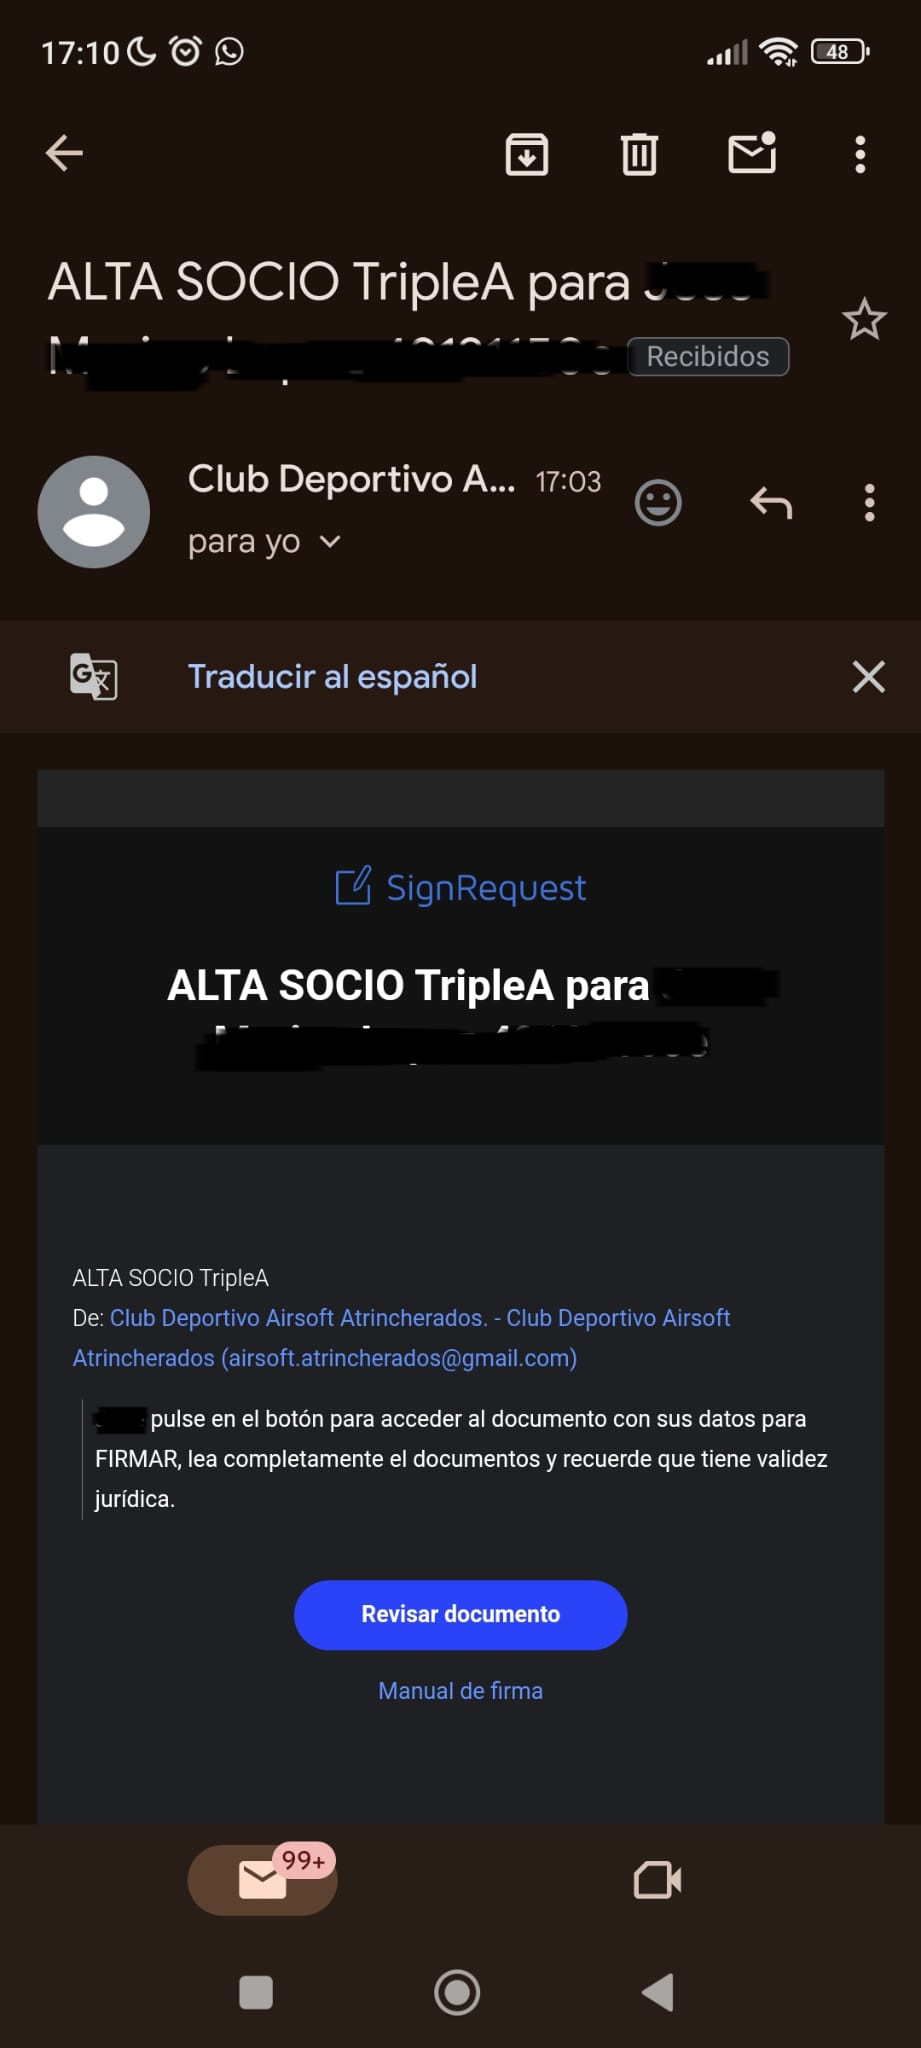 17:10
48
ALTA SOCIO TripleA para
Recibidos
Club Deportivo A... 17:03
para yo
Traducir al español
SignRequest
ALTA SOCIO TripleA para
ALTA SOCIO TripleA
De: Club Deportivo Airsoft Atrincherados. - Club Deportivo Airsoft
Atrincherados (airsoft.atrincherados@gmail.com)
pulse en el botón para acceder al documento con sus datos para
FIRMAR, lea completamente el documentos y recuerde que tiene validez
jurídica.
Revisar documento
Manual de firma
99+